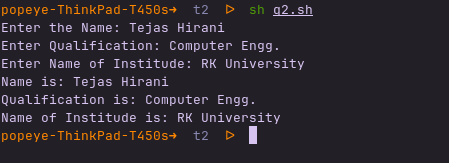 popeye-ThinkPad-T450s→ t2 ▷ sh q2.sh
Enter the Name: Tejas Hirani
Enter Qualification: Computer Engg.
Enter Name of Institude: RK University
Name is: Tejas Hirani
Qualification is: Computer Engg.
Name of Institude is: RK University
popeye-ThinkPad-T450s→ t2 ▷